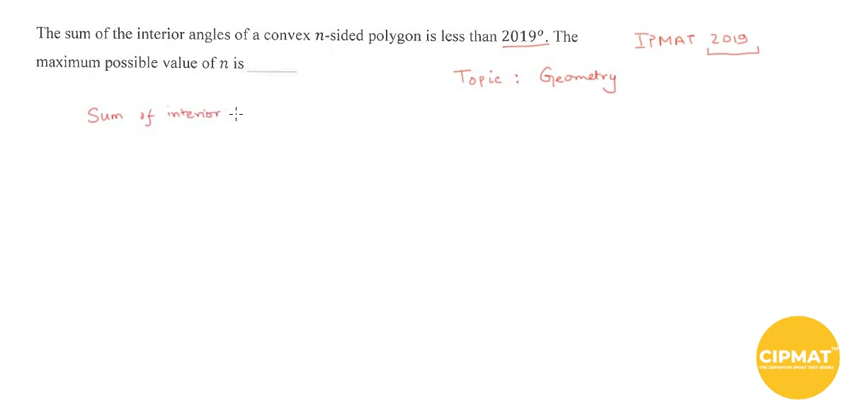 The sum of the interior angles of a convex n-sided polygon is less than 2019°. The
maximum possible value of n is
IPMAT 2019
Topic : Geometry
Sum of interior
CIPMAT